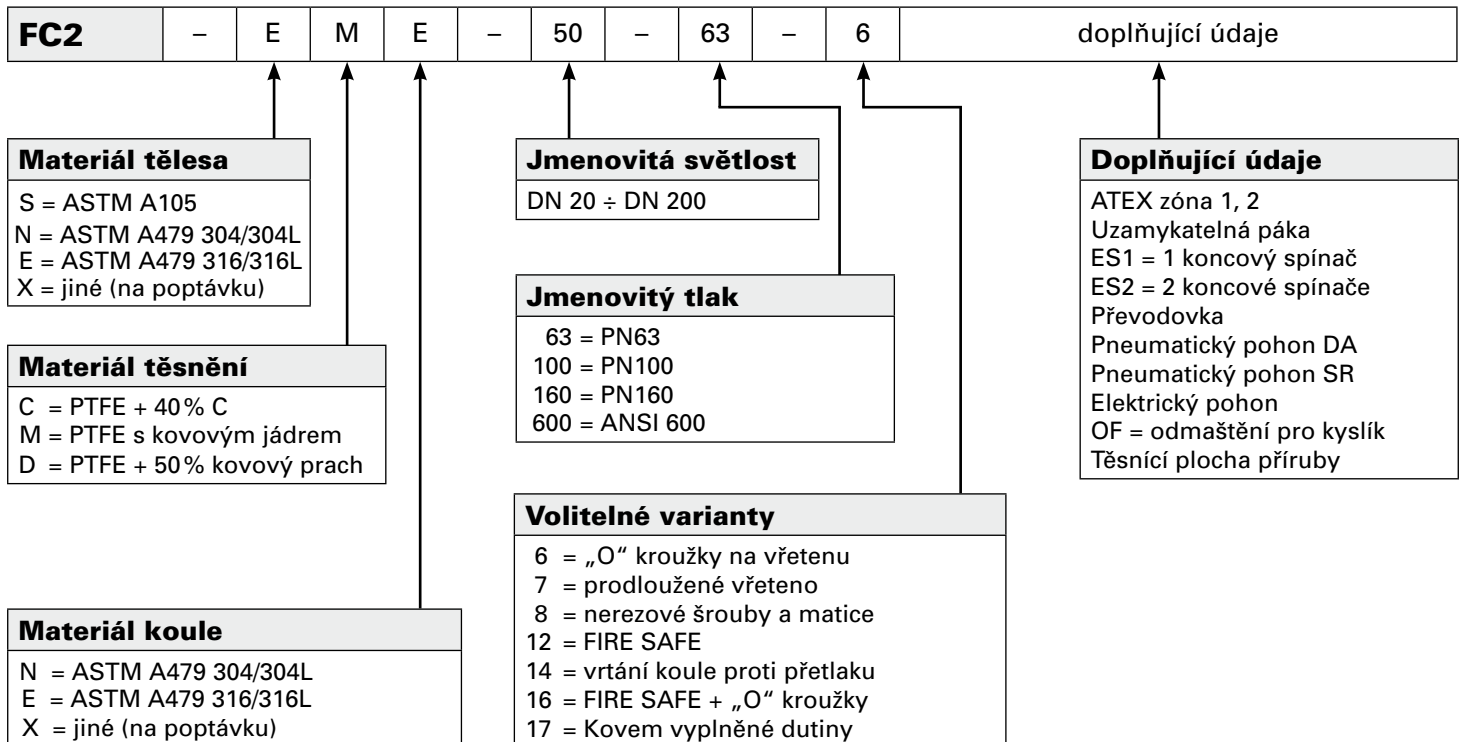 FC2 – E M E – 50 – 63 – 6 doplňující údaje
Materiál tělesa
S = ASTM A105
N = ASTM A479 304/304L
E = ASTM A479 316/316L
X = jiné (na poptávku)
Materiál těsnění
C = PTFE + 40% C
M = PTFE s kovovým jádrem
D = PTFE + 50% kovový prach
Materiál koule
N = ASTM A479 304/304L
E = ASTM A479 316/316L
X = jiné (na poptávku)
Jmenovitá světlost
DN 20 ÷ DN 200
Jmenovitý tlak
63 = PN63
100 = PN100
160 = PN160
600 = ANSI 600
Volitelné varianty
6 = „O“ kroužky na vřetenu
7 = prodloužené vřeteno
8 = nerezové šrouby a matice
12 = FIRE SAFE
14 = vrtání koule proti přetlaku
16 = FIRE SAFE + „O“ kroužky
17 = Kovem vyplněné dutiny
Doplňující údaje
ATEX zóna 1, 2
Uzamykatelná páka
ES1 = 1 koncový spínač
ES2 = 2 koncové spínače
Převodovka
Pneumatický pohon DA
Pneumatický pohon SR
Elektrický pohon
OF = odmaštění pro kyslík
Těsnící plocha příruby